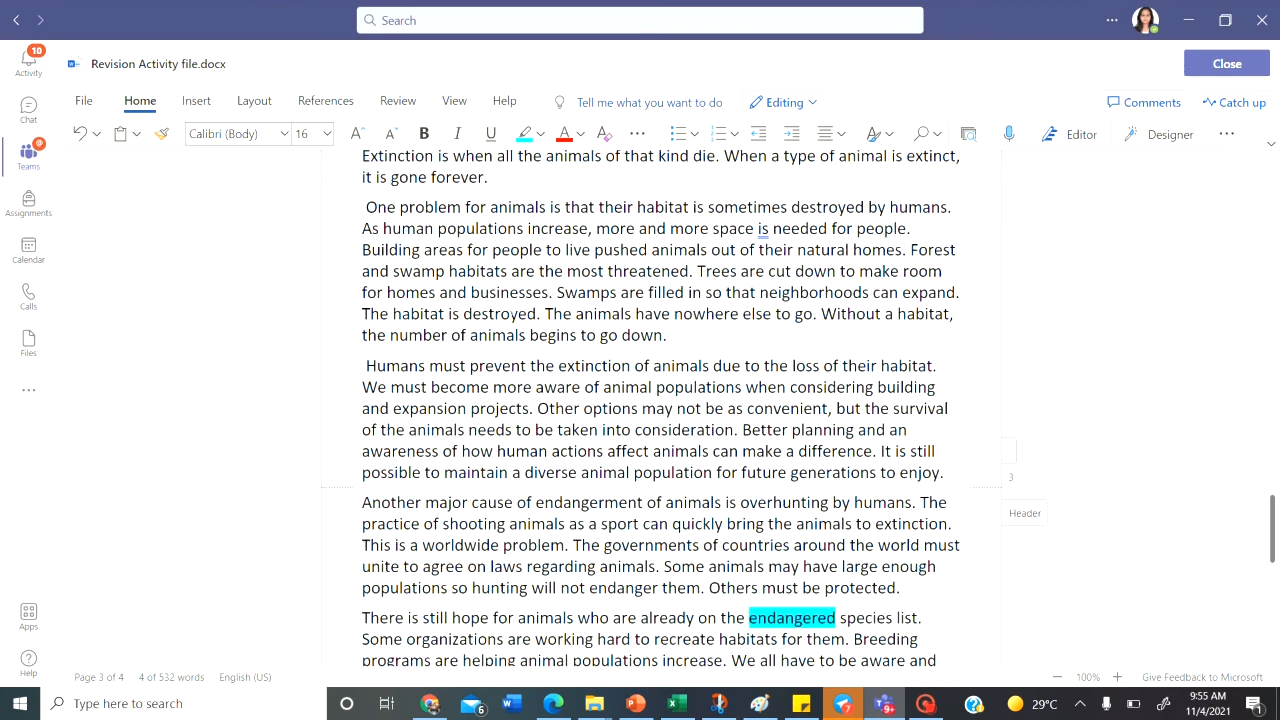 Search
10
Activity
Chat
Teams
Assignments
Calendar
Calls
Files
Apps
Help
Revision Activity file.docx
Close
File Home Insert Layout References Review View Help Tell me what you want to do Editing Comments Catch up
Calibri (Body) 16 A A B I U A Editor Designer
Extinction is when all the animals of that kind die. When a type of animal is extinct,
it is gone forever.
One problem for animals is that their habitat is sometimes destroyed by humans.
As human populations increase, more and more space is needed for people.
Building areas for people to live pushed animals out of their natural homes. Forest
and swamp habitats are the most threatened. Trees are cut down to make room
for homes and businesses. Swamps are filled in so that neighborhoods can expand.
The habitat is destroyed. The animals have nowhere else to go. Without a habitat,
the number of animals begins to go down.
Humans must prevent the extinction of animals due to the loss of their habitat.
We must become more aware of animal populations when considering building
and expansion projects. Other options may not be as convenient, but the survival
of the animals needs to be taken into consideration. Better planning and an
awareness of how human actions affect animals can make a difference. It is still
possible to maintain a diverse animal population for future generations to enjoy.
3
Header
Another major cause of endangerment of animals is overhunting by humans. The
practice of shooting animals as a sport can quickly bring the animals to extinction.
This is a worldwide problem. The governments of countries around the world must
unite to agree on laws regarding animals. Some animals may have large enough
populations so hunting will not endanger them. Others must be protected.
There is still hope for animals who are already on the endangered species list.
Some organizations are working hard to recreate habitats for them. Breeding
programs are helping animal populations increase. We all have to be aware and
Page 3 of 4 4 of 532 words English (US) 100% Give Feedback to Microsoft
Type here to search
6
9+
29°C
9:55 AM
11/4/2021
1